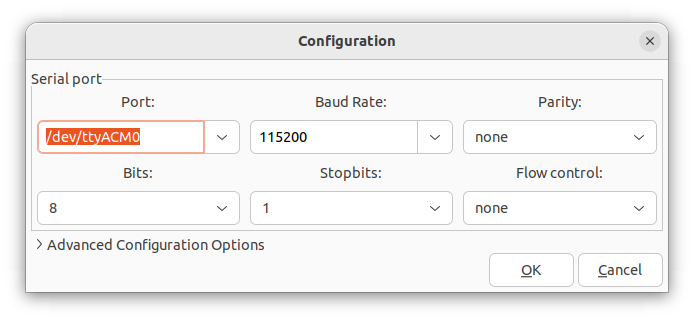 Configuration
Serial port
Port: Baud Rate: Parity:
/dev/ttyACM0 115200 none
Bits: Stopbits: Flow control:
8 1 none
Advanced Configuration Options
OK Cancel